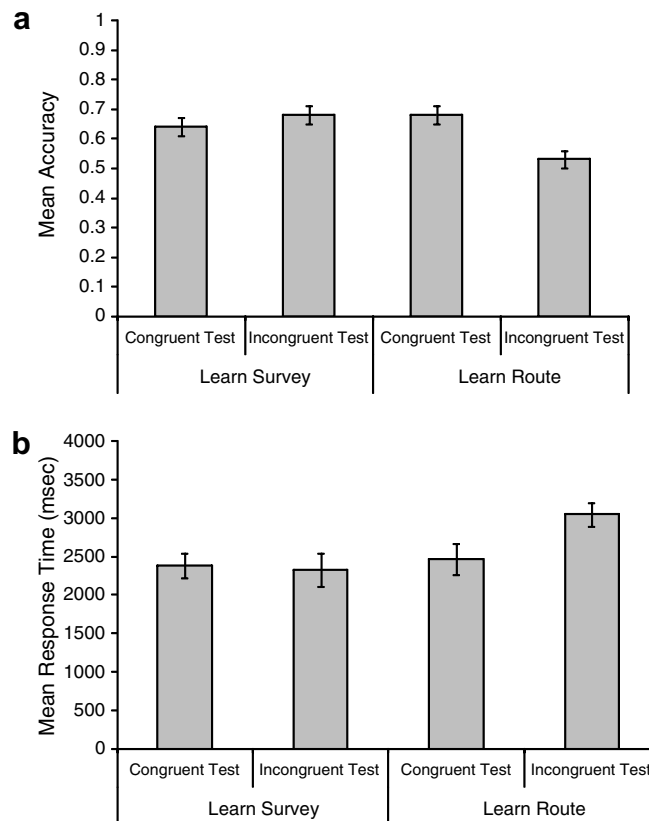 a
Mean Accuracy
1
0.9
0.8
0.7
0.6
0.5
0.4
0.3
0.2
0.1
0
Congruent Test Incongruent Test Congruent Test Incongruent Test
Learn Survey Learn Route
b
Mean Response Time (msec)
4000
3500
3000
2500
2000
1500
1000
500
0
Congruent Test Incongruent Test Congruent Test Incongruent Test
Learn Survey Learn Route